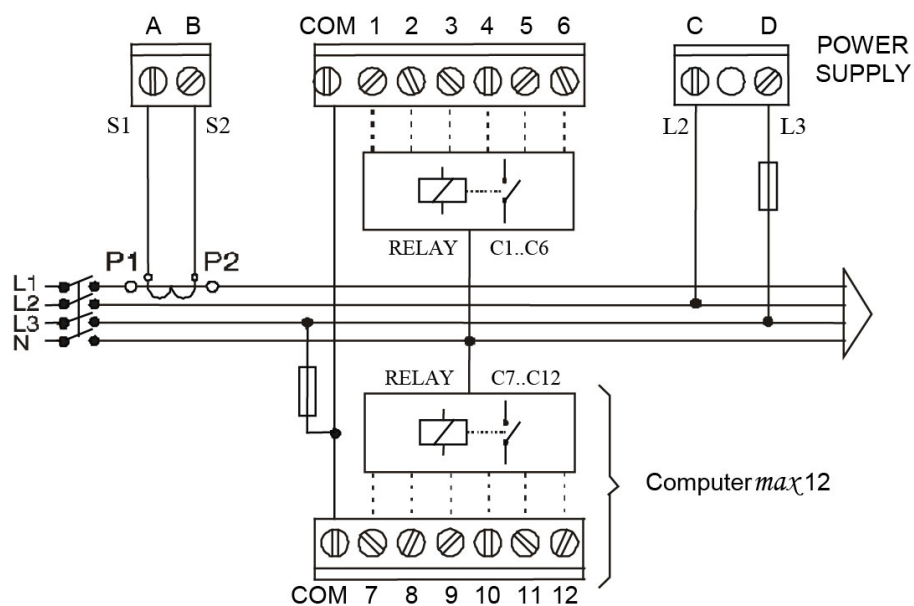 A B
COM 1 2 3 4 5 6
C D
POWER
SUPPLY
S1 S2
L2 L3
RELAY C1..C6
P1 P2
L1
L2
L3
N
RELAY C7..C12
Computer max 12
COM 7 8 9 10 11 12